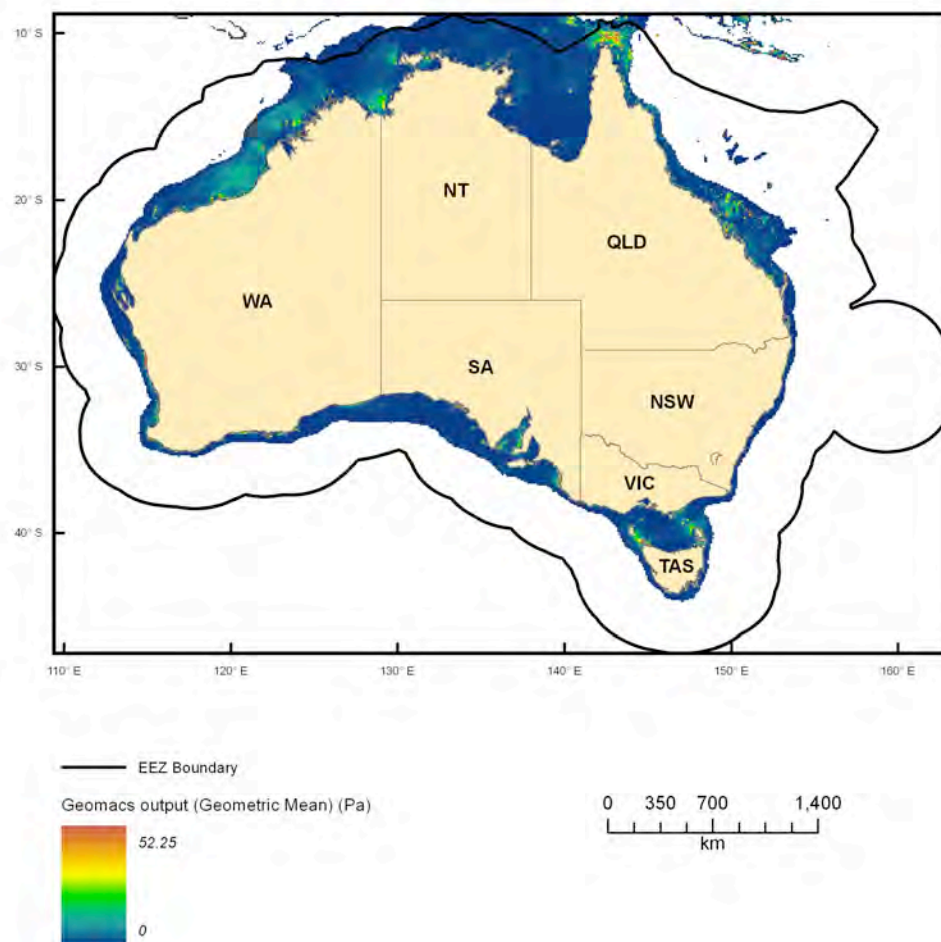 10° S
20° S
30° S
40° S
NT
QLD
WA
SA
NSW
VIC
TAS
110° E
120° E
130° E
140° E
150° E
160° E
EEZ Boundary
Geomacs output (Geometric Mean) (Pa)
52.25
0
0 350 700 1,400
km